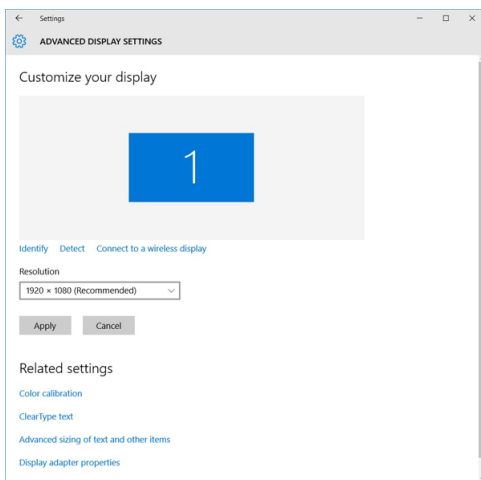 Settings
ADVANCED DISPLAY SETTINGS
Customize your display
1
Identify Detect Connect to a wireless display
Resolution
1920 × 1080 (Recommended)
Apply Cancel
Related settings
Color calibration
ClearType text
Advanced sizing of text and other items
Display adapter properties